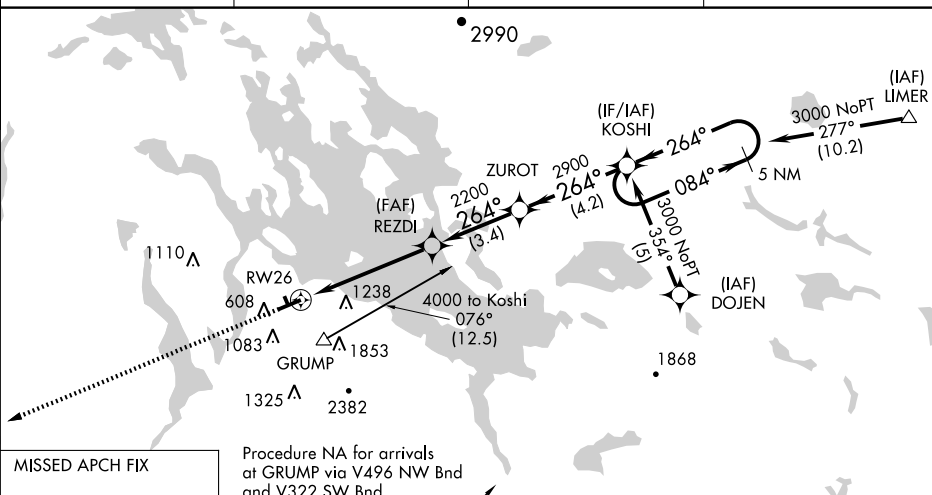 2990
(IAF)
LIMER
3000 NoPT
277°
(10.2)
(IF/IAF)
KOSHI
264°
084°
5 NM
ZUROT
2900
264°
(4.2)
2200
264°
(3.4)
(FAF)
REZDI
3000 NoPT
354°
(5)
(IAF)
DOJEN
1110
RW26
608
1238
4000 to Koshi
076°
(12.5)
1083
GRUMP
1853
1868
1325
2382
MISSED APCH FIX
Procedure NA for arrivals
at GRUMP via V496 NW Bnd
and V322 SW Bnd